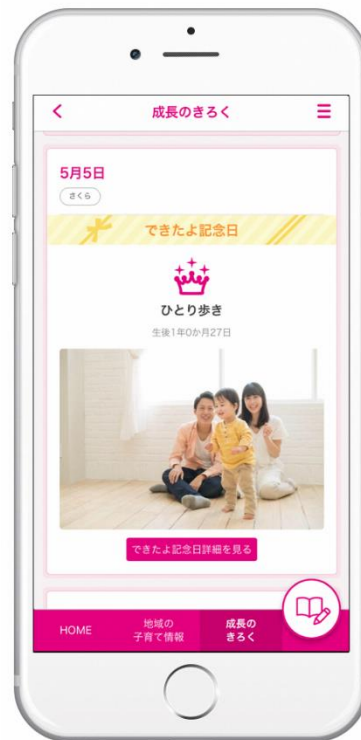 成長のきろく
5月5日
さくら
できたよ記念日
ひとり歩き
生後1年0か月27日
できたよ記念日詳細を見る
HOME
地域の
子育て情報
成長の
きろく